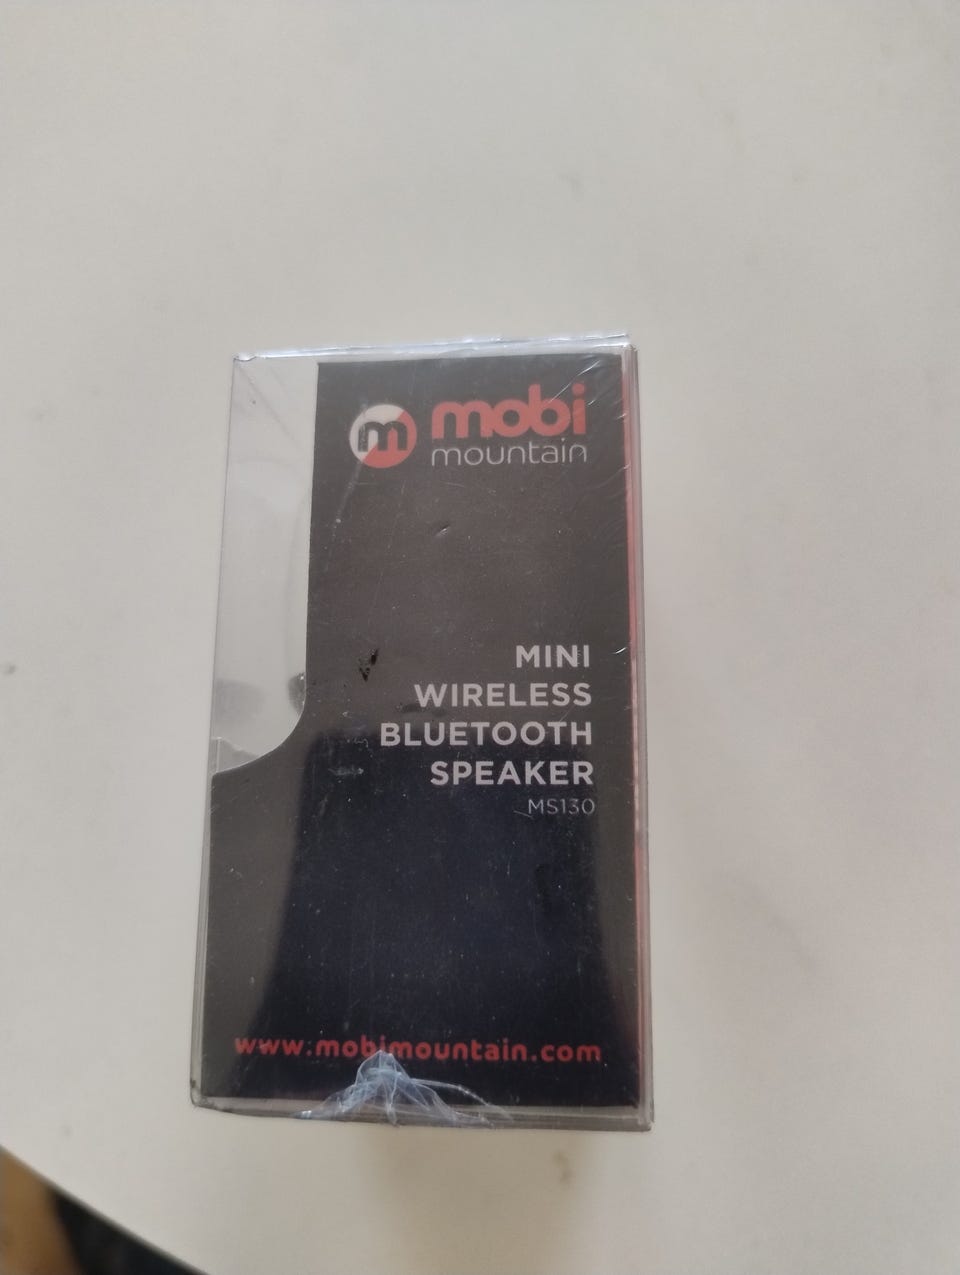 m mobi
mountain
MINI
WIRELESS
BLUETOOTH
SPEAKER
MS130
www.mobimountain.com